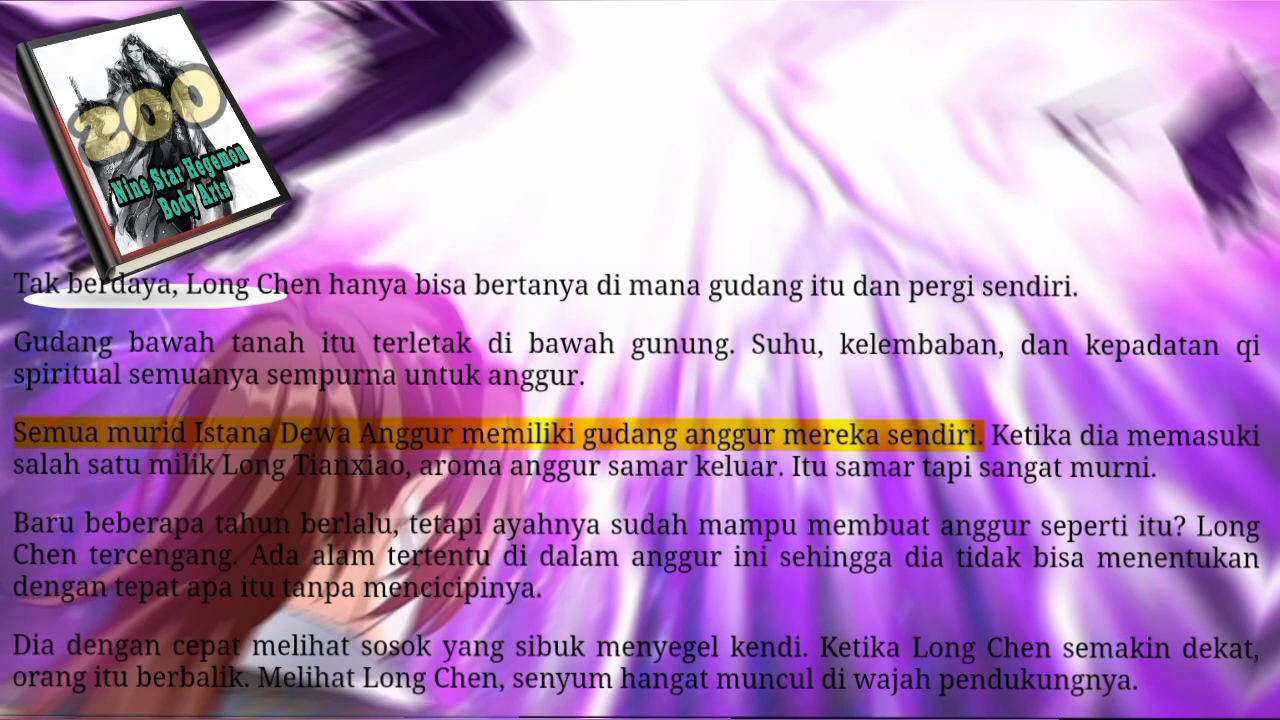 200
Nine Star Hegemon
Body Arts
Tak berdaya, Long Chen hanya bisa bertanya di mana gudang itu dan pergi sendiri.
Gudang bawah tanah itu terletak di bawah gunung. Suhu, kelembaban, dan kepadatan qi
spiritual semuanya sempurna untuk anggur.
Semua murid Istana Dewa Anggur memiliki gudang anggur mereka sendiri. Ketika dia memasuki
salah satu milik Long Tianxiao, aroma anggur samar keluar. Itu samar tapi sangat murni.
Baru beberapa tahun berlalu, tetapi ayahnya sudah mampu membuat anggur seperti itu? Long
Chen tercengang. Ada alam tertentu di dalam anggur ini sehingga dia tidak bisa menentukan
dengan tepat apa itu tanpa mencicipinya.
Dia dengan cepat melihat sosok yang sibuk menyegel kendi. Ketika Long Chen semakin dekat,
orang itu berbalik. Melihat Long Chen, senyum hangat muncul di wajah pendukungnya.